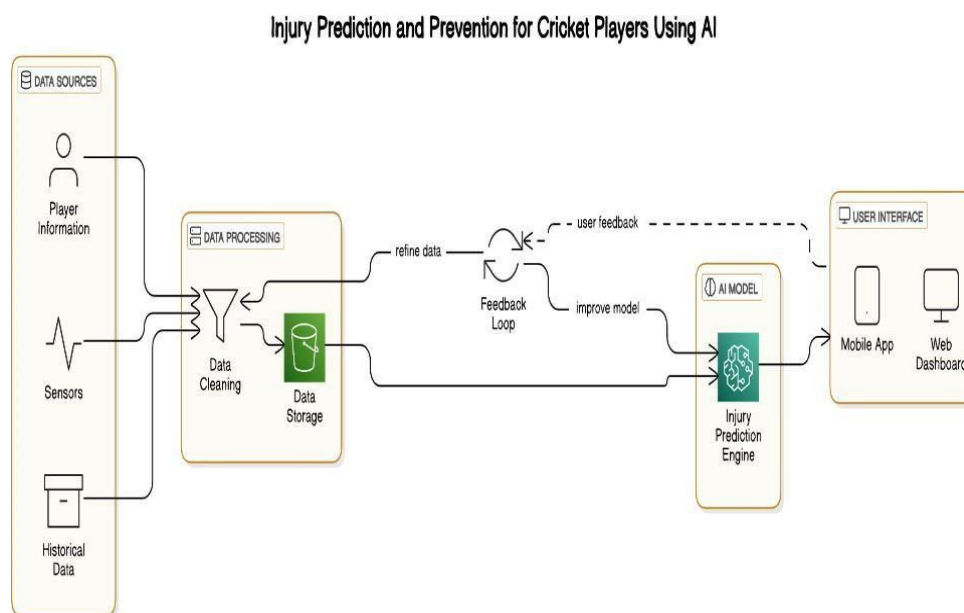 Injury Prediction and Prevention for Cricket Players Using AI
DATA SOURCES
Player
Information
Sensors
Historical
Data
DATA PROCESSING
Data
Cleaning
Data
Storage
refine data
Feedback
Loop
user feedback
improve model
AI MODEL
Injury
Prediction
Engine
USER INTERFACE
Mobile App
Web
Dashboard